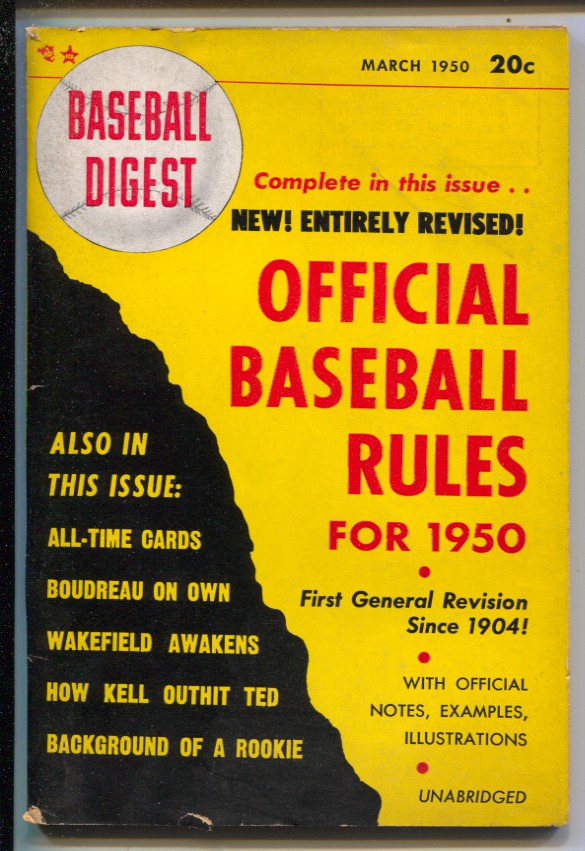 MARCH 1950 20c
BASEBALL
DIGEST
Complete in this issue . .
NEW! ENTIRELY REVISED!
OFFICIAL
BASEBALL
RULES
FOR 1950
First General Revision
Since 1904!
WITH OFFICIAL
NOTES, EXAMPLES,
ILLUSTRATIONS
UNABRIDGED
ALSO IN
THIS ISSUE:
ALL-TIME CARDS
BOUDREAU ON OWN
WAKEFIELD AWAKENS
HOW KELL OUTHIT TED
BACKGROUND OF A ROOKIE